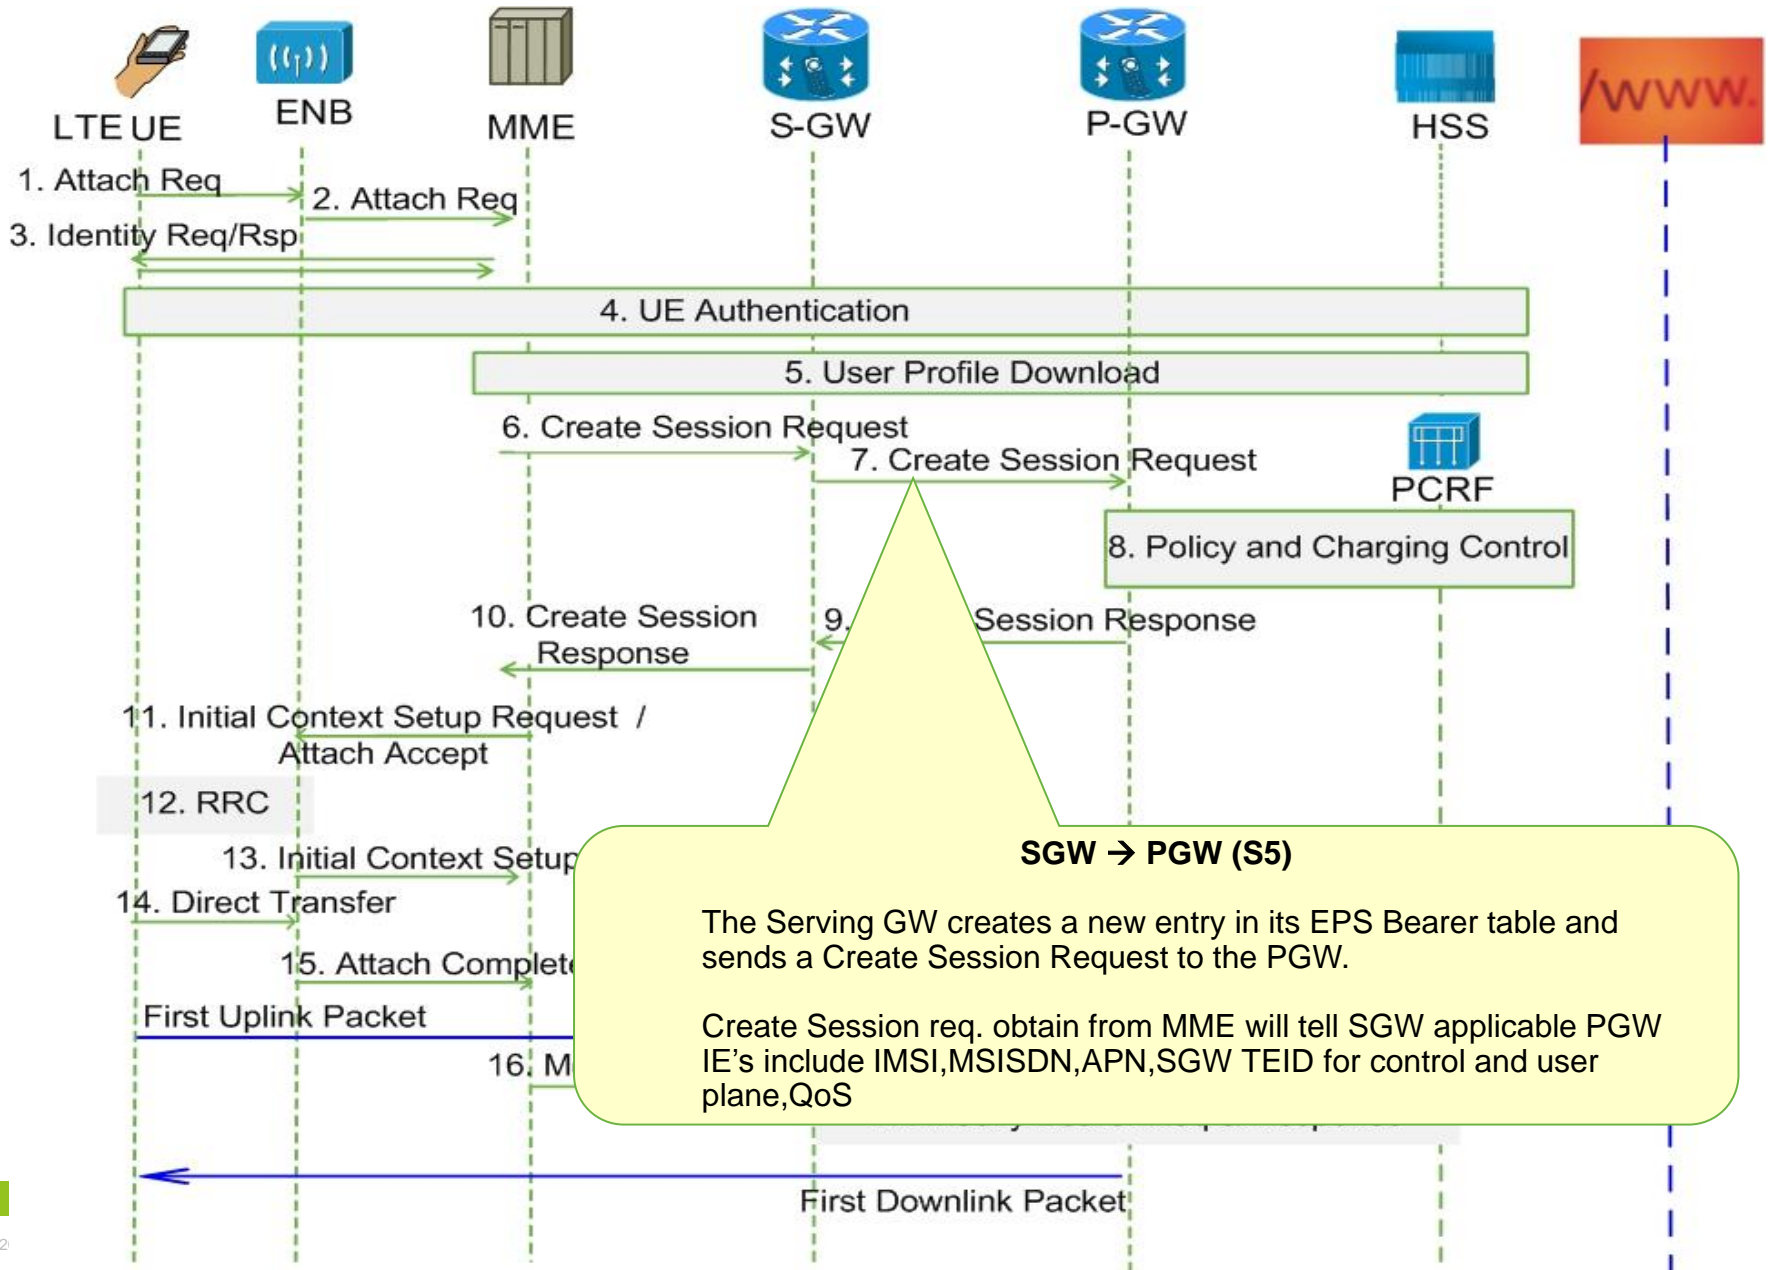 /www.
LTE UE
ENB
MME
S-GW
P-GW
HSS
1. Attach Req
2. Attach Req
3. Identity Req/Rsp
4. UE Authentication
5. User Profile Download
6. Create Session Request
7. Create Session Request
PCRF
8. Policy and Charging Control
9. Session Response
10. Create Session
Response
11. Initial Context Setup Request /
Attach Accept
12. RRC
13. Initial Context Setup
14. Direct Transfer
15. Attach Complete
First Uplink Packet
16.
SGW → PGW (S5)
The Serving GW creates a new entry in its EPS Bearer table and
sends a Create Session Request to the PGW.
Create Session req. obtain from MME will tell SGW applicable PGW
IE’s include IMSI,MSISDN,APN,SGW TEID for control and user
plane,QoS
First Downlink Packet